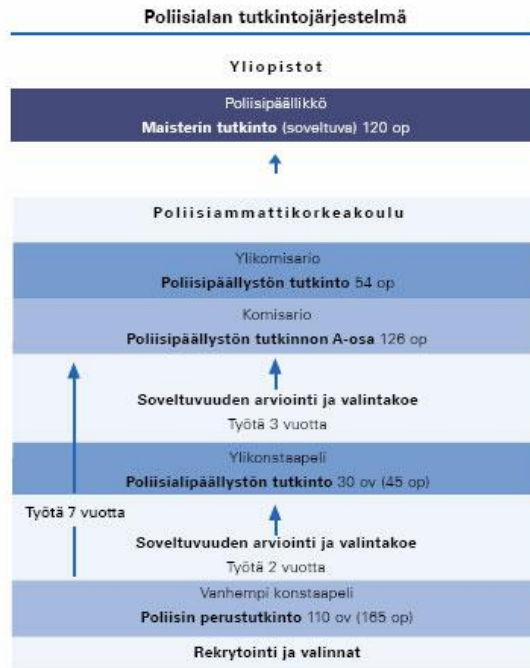 Poliisialan tutkintojärjestelmä
Yliopistot
Poliisipäällikkö
Maisterin tutkinto (soveltuva) 120 op
Poliisiammattikorkeakoulu
Ylikomisario
Poliisipäällystön tutkinto 54 op
Komisario
Poliisipäällystön tutkinnon A-osa 126 op
Soveltuvuuden arviointi ja valintakoe
Työtä 3 vuotta
Ylikonstaapeli
Poliisialipäällystön tutkinto 30 ov (45 op)
Työtä 7 vuotta
Soveltuvuuden arviointi ja valintakoe
Työtä 2 vuotta
Vanhempi konstaapeli
Poliisin perustutkinto 110 ov (165 op)
Rekrytointi ja valinnat